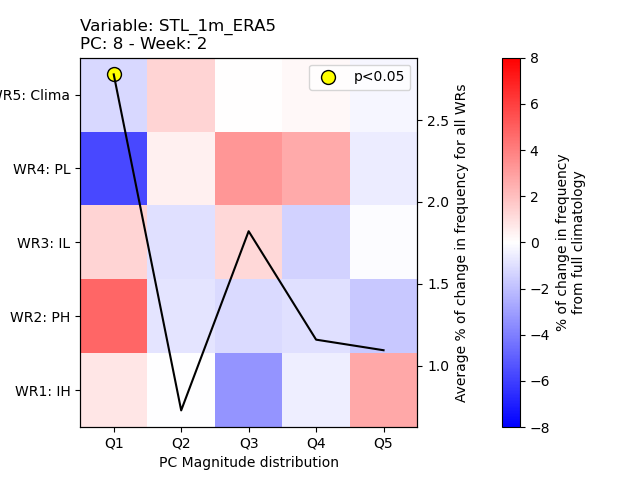 Variable: STL_1m_ERA5
PC: 8 - Week: 2
p<0.05
WR5: Clima
WR4: PL
WR3: IL
WR2: PH
WR1: IH
Q1 Q2 Q3 Q4 Q5
PC Magnitude distribution
2.5
2.0
1.5
1.0
Average % of change in frequency for all WRs
8
6
4
2
0
−2
−4
−6
−8
% of change in frequency
from full climatology